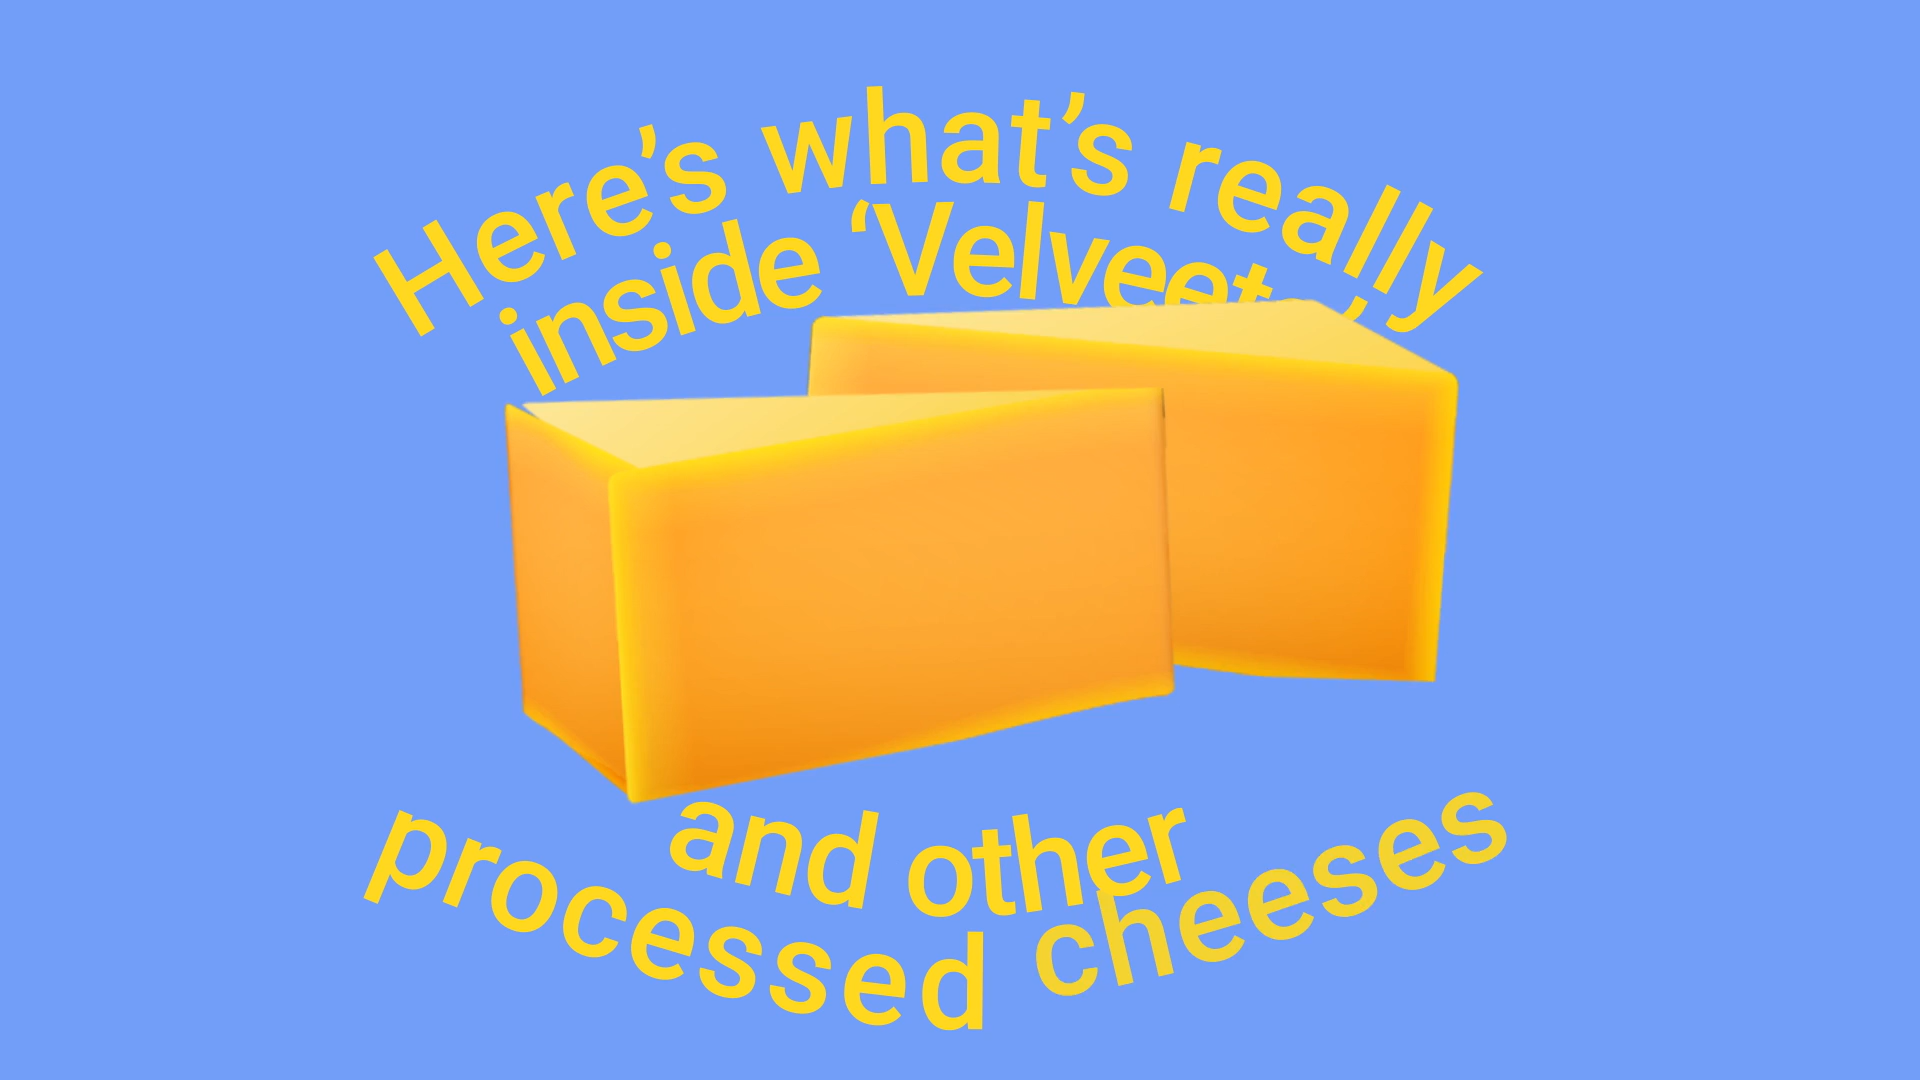 Here’s what’s really
inside ‘Velveet
and other
processed cheeses